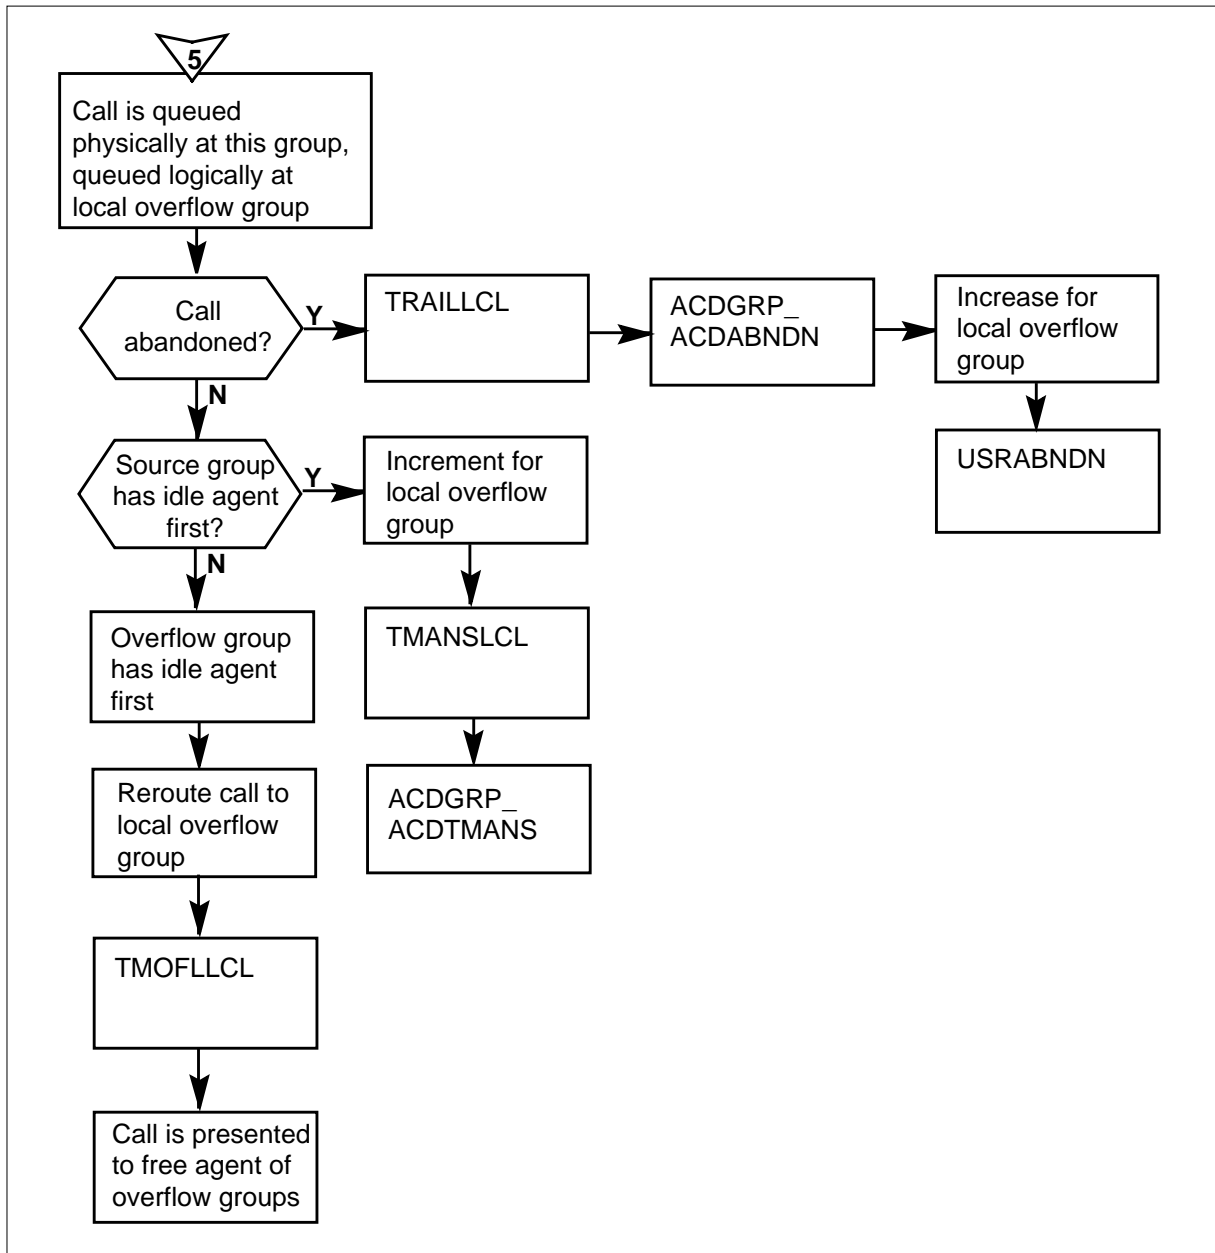 5
Call is queued
physically at this group,
queued logically at
local overflow group
Call
abandoned?
Y
N
TRAILLCL
ACDGRP_
ACDABNDN
Increase for
local overflow
group
USRABNDN
Source group
has idle agent
first?
Y
N
Increment for
local overflow
group
TMANSLCL
ACDGRP_
ACDTMANS
Overflow group
has idle agent
first
Reroute call to
local overflow
group
TMOFLLCL
Call is presented
to free agent of
overflow groups